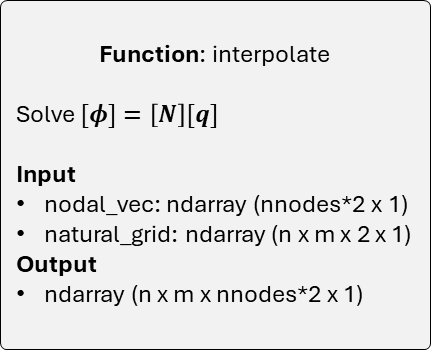 Function: interpolate
Solve [ϕ] = [N][q]
Input
• nodal_vec: ndarray (nnodes*2 x 1)
• natural_grid: ndarray (n x m x 2 x 1)
Output
• ndarray (n x m x nnodes*2 x 1)